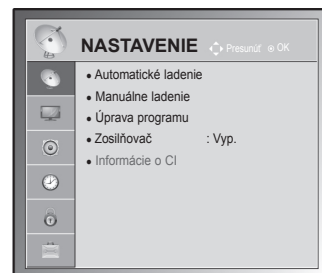 NASTAVENIE Presunúť OK
• Automatické ladenie
• Manuálne ladenie
• Úprava programu
• Zosilňovač : Vyp.
• Informácie o CI